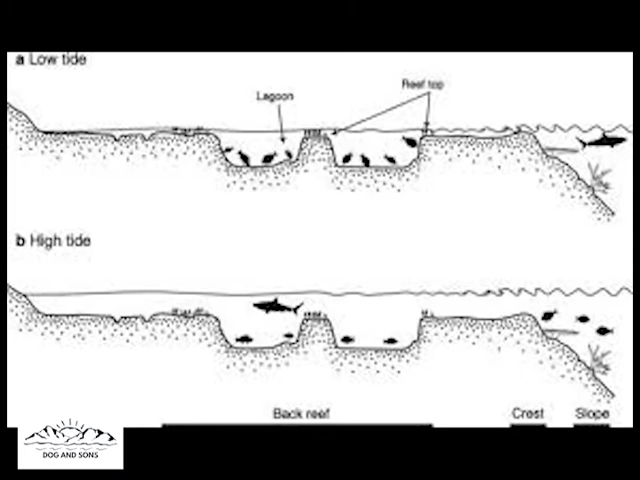 a Low tide
Reef top
Lagoon
b High tide
Back reef
Crest
Slope
DOG AND SONS